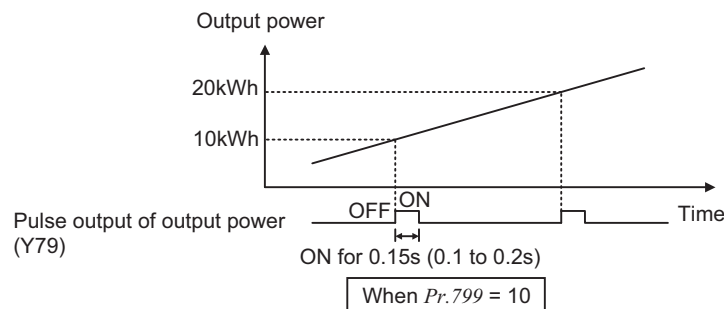 Output power
20kWh
10kWh
ON
OFF
Time
Pulse output of output power
(Y79)
ON for 0.15s (0.1 to 0.2s)
When Pr.799 = 10